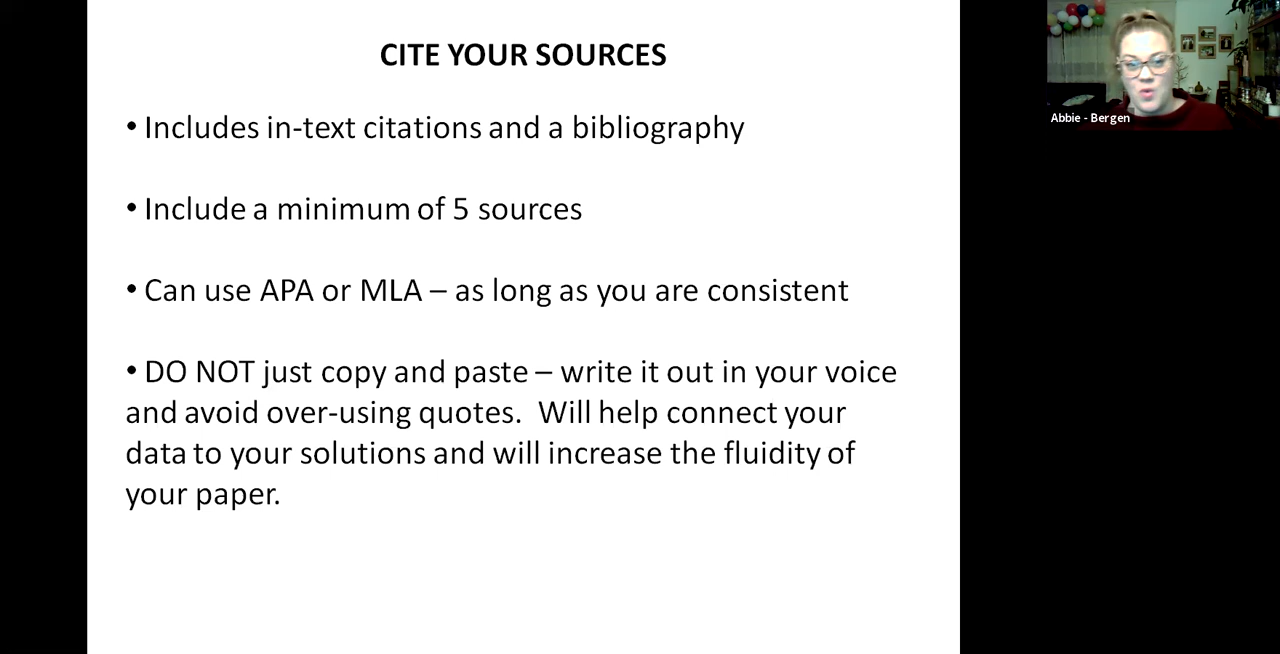 CITE YOUR SOURCES
• Includes in-text citations and a bibliography
• Include a minimum of 5 sources
• Can use APA or MLA – as long as you are consistent
• DO NOT just copy and paste – write it out in your voice
and avoid over-using quotes.  Will help connect your
data to your solutions and will increase the fluidity of
your paper.
Abbie - Bergen